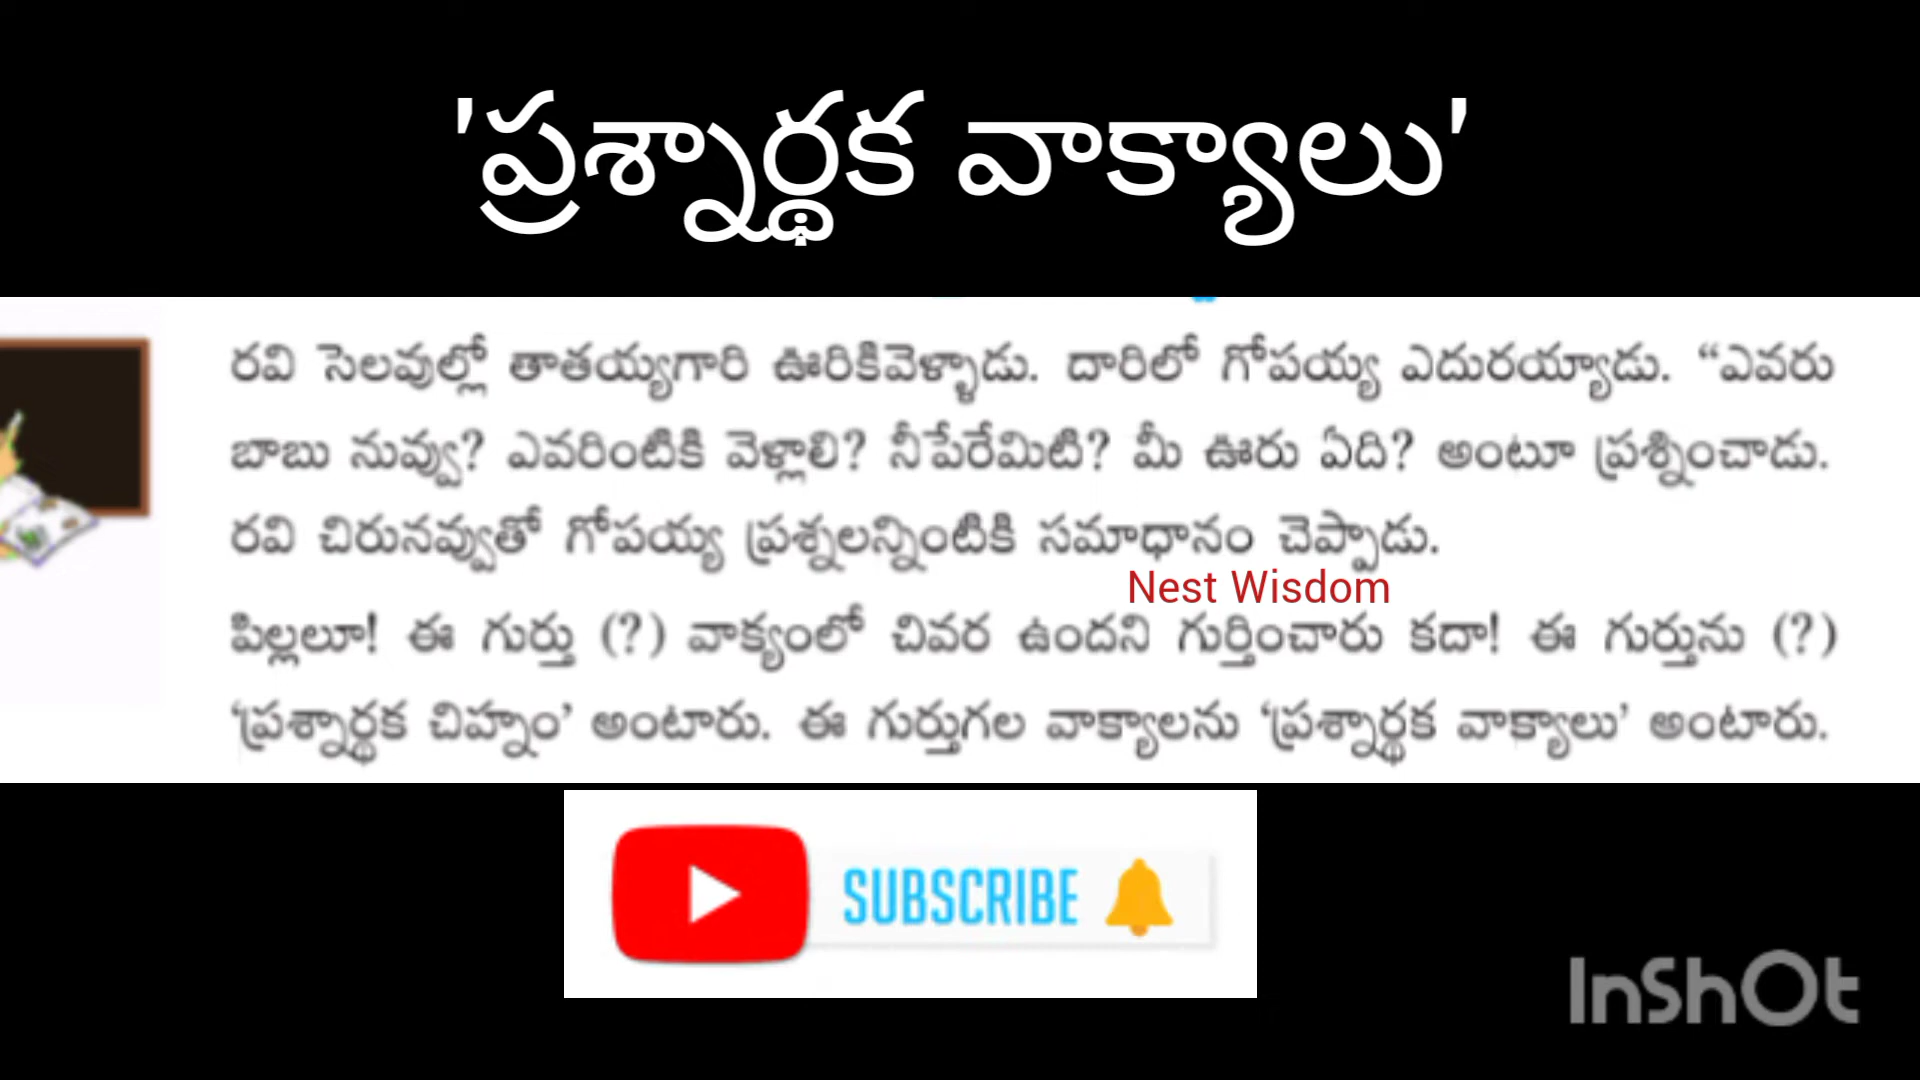 'ప్రశ్నార్థక వాక్యాలు'
రవి సెలవుల్లో తాతయ్యగారి ఊరికివెళ్ళాడు. దారిలో గోపయ్య ఎదురయ్యాడు. “ఎవరు
బాబు నువ్వు? ఎవరింటికి వెళ్లాలి? నీపేరేమిటి? మీ ఊరు ఏది? అంటూ ప్రశ్నించాడు.
రవి చిరునవ్వుతో గోపయ్య ప్రశ్నలన్నింటికి సమాధానం చెప్పాడు.
Nest Wisdom
పిల్లలూ! ఈ గుర్తు (?) వాక్యంలో చివర ఉందని గుర్తించారు కదా! ఈ గుర్తును (?)
‘ప్రశ్నార్థక చిహ్నం’ అంటారు. ఈ గుర్తుగల వాక్యాలను ‘ప్రశ్నార్థక వాక్యాలు’ అంటారు.
SUBSCRIBE
InShOt